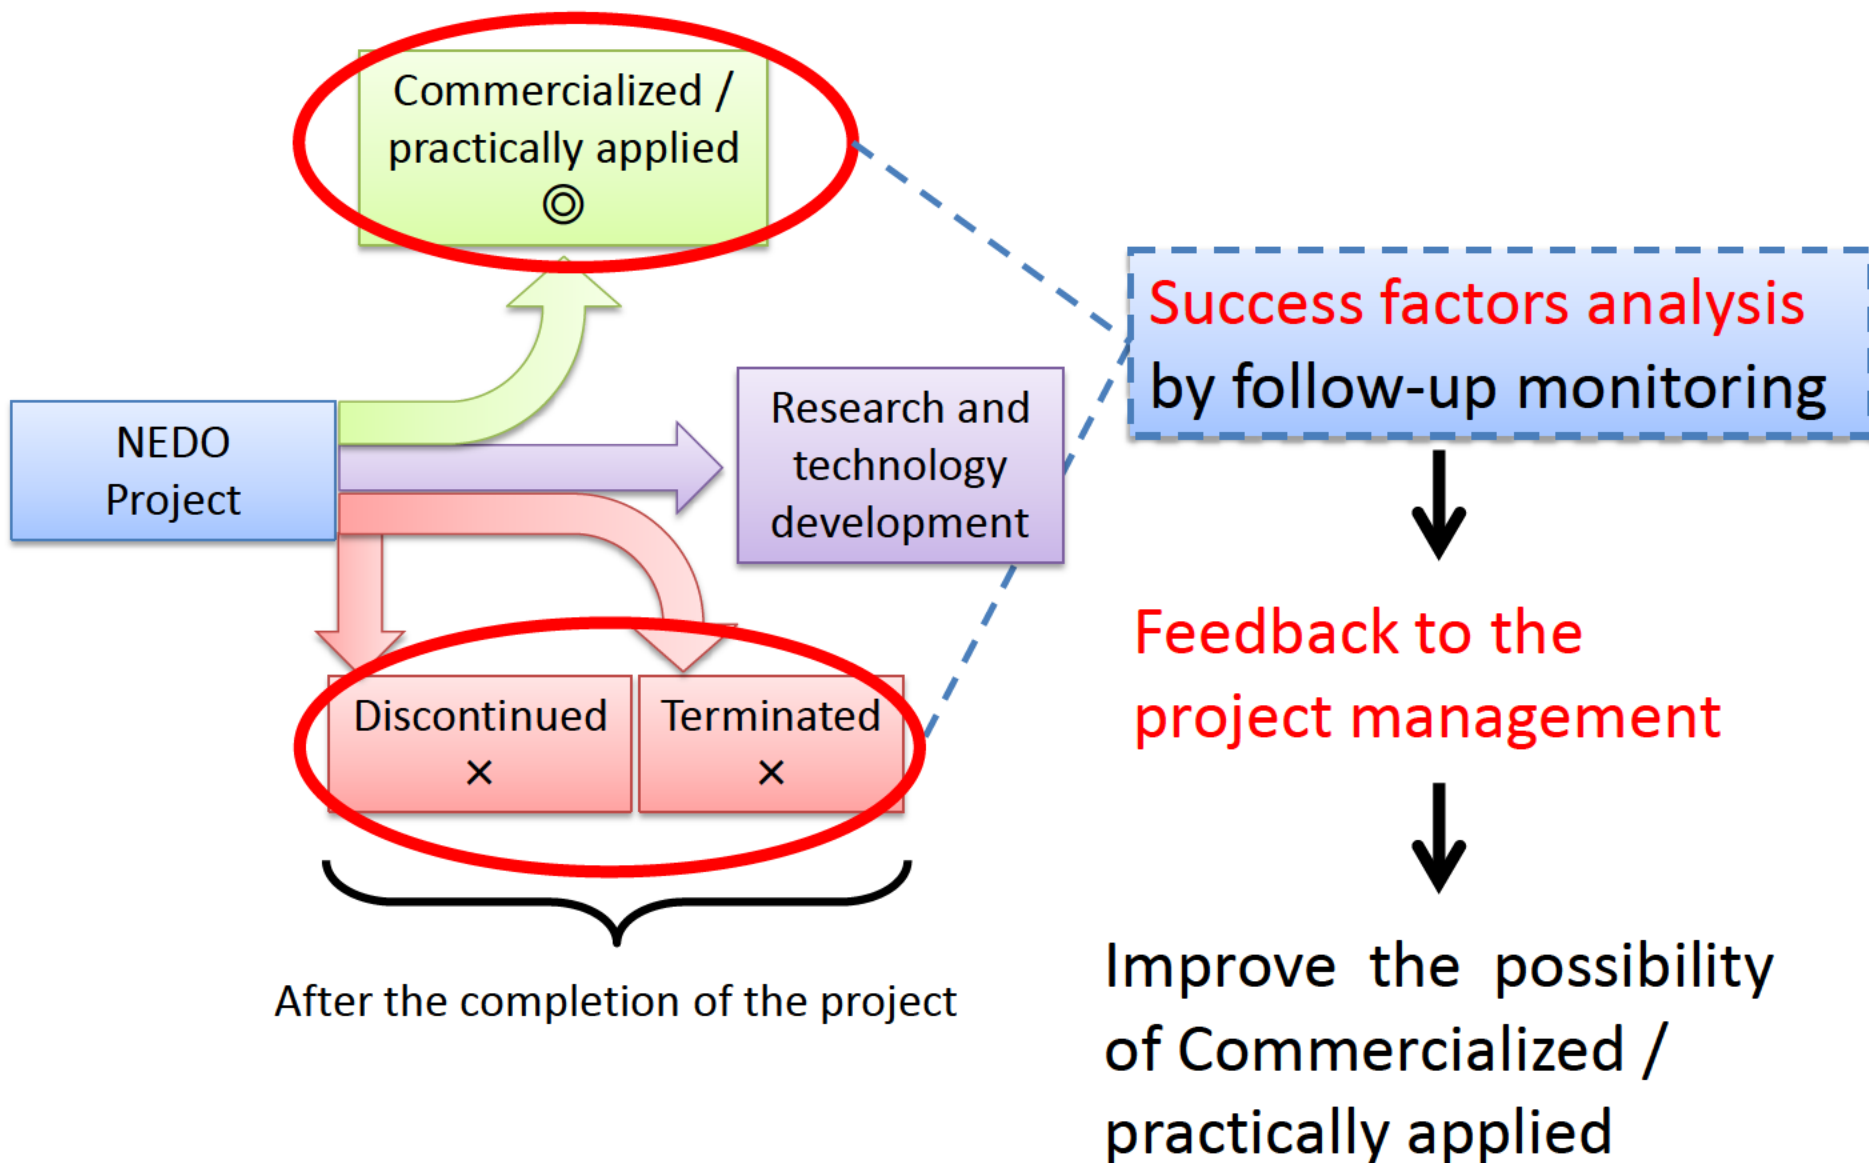 Commercialized /
practically applied
◎
NEDO
Project
Research and
technology
development
Discontinued
×
Terminated
×
After the completion of the project
Success factors analysis
by follow-up monitoring
Feedback to the
project management
Improve the possibility
of Commercialized /
practically applied